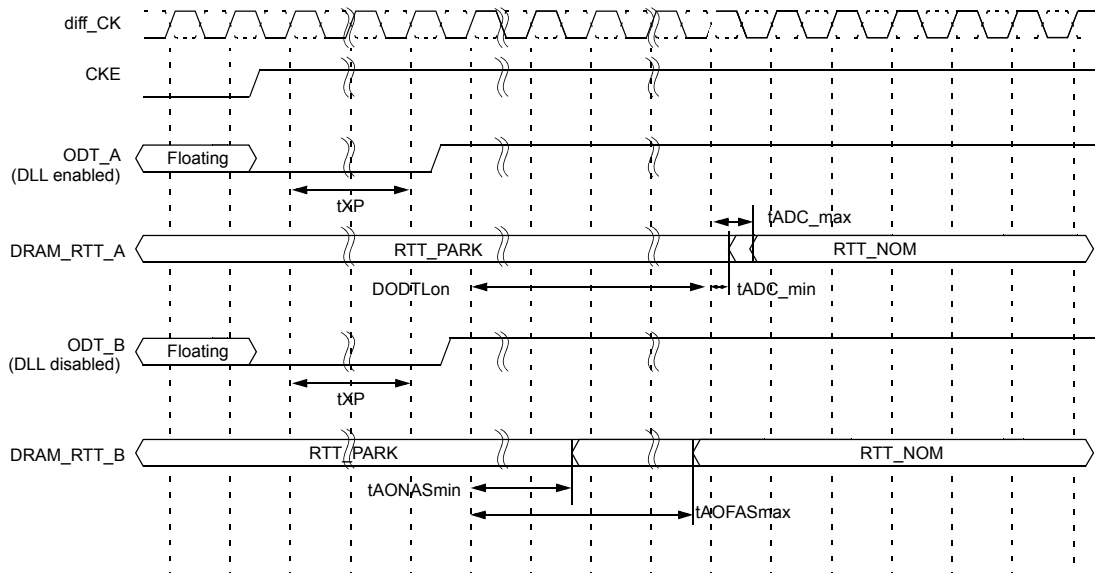 diff_CK
CKE
ODT_A
(DLL enabled)
Floating
tXP
tADC_max
DRAM_RTT_A
RTT_PARK
RTT_NOM
DODTLon
tADC_min
ODT_B
(DLL disabled)
Floating
tXP
DRAM_RTT_B
RTT_PARK
RTT_NOM
tAONASmin
tAOFASmax